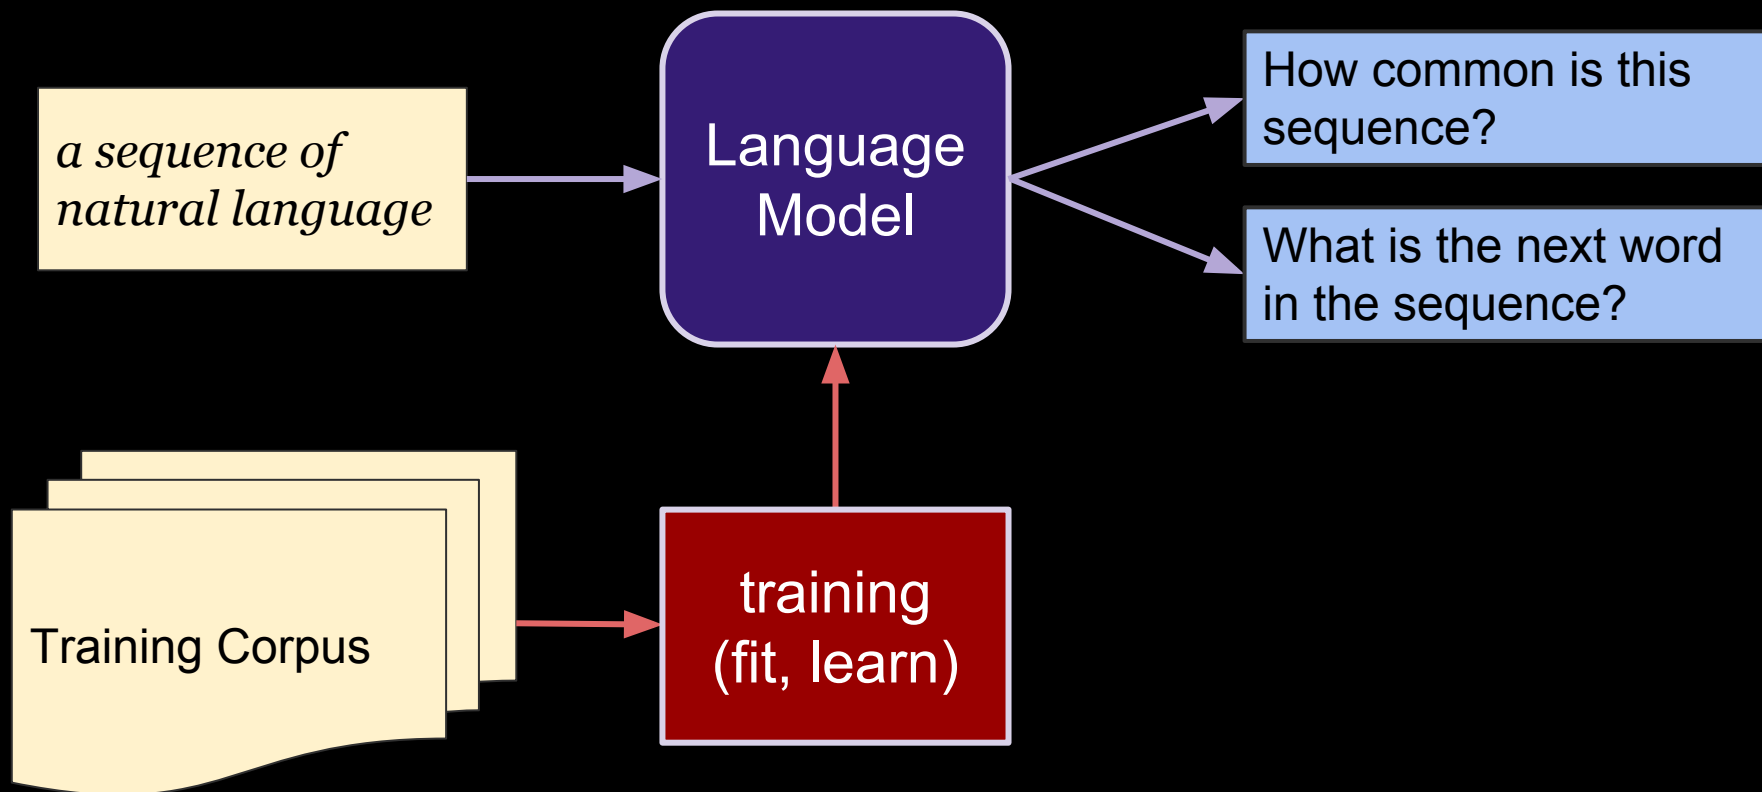 a sequence of
natural language
Language
Model
How common is this
sequence?
What is the next word
in the sequence?
Training Corpus
training
(fit, learn)